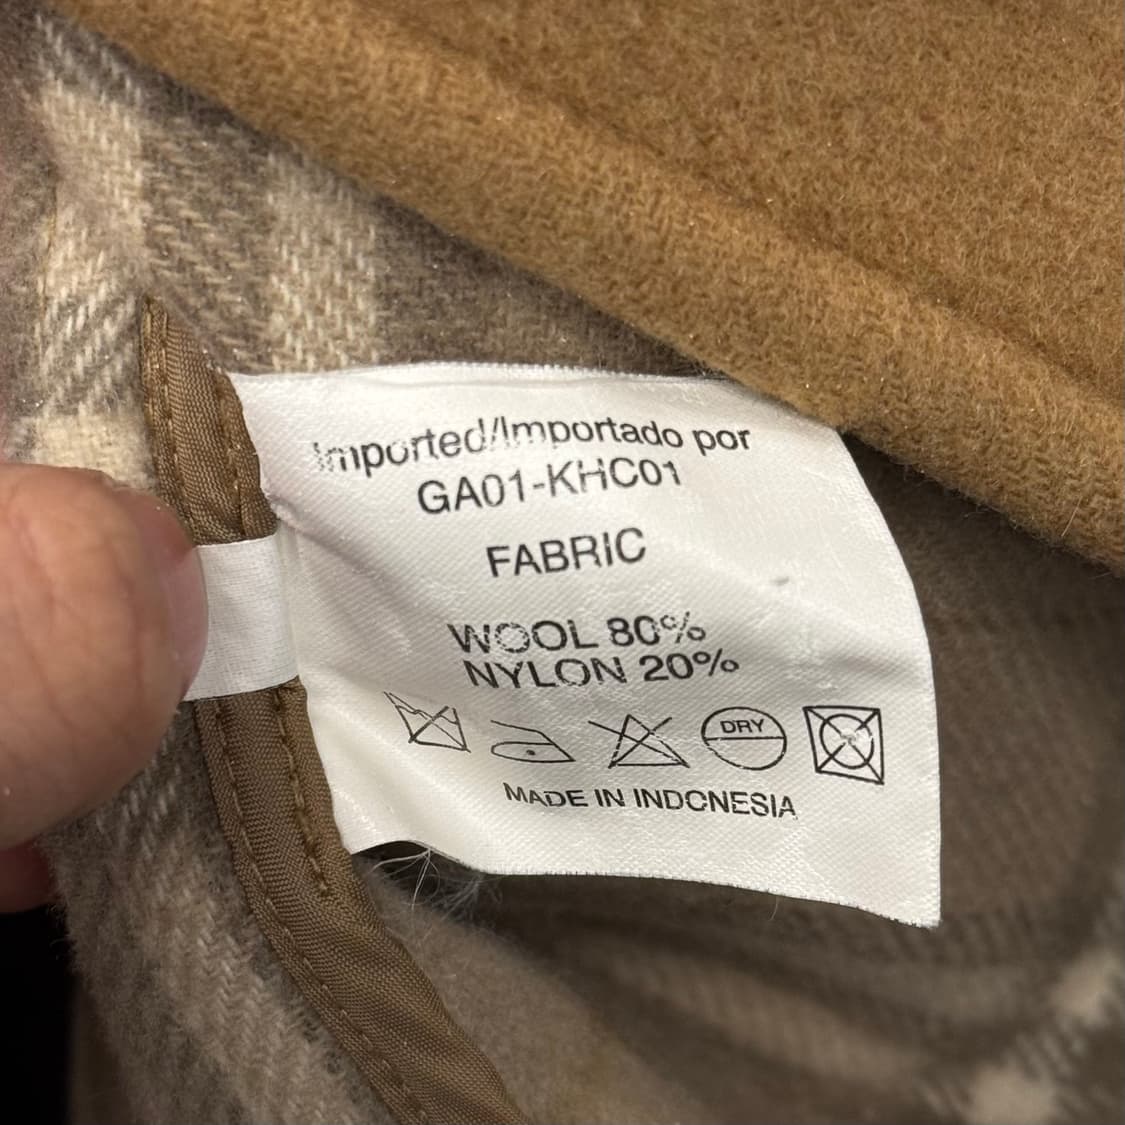 Imported/Importado por
GA01-KHC01
FABRIC
WOOL 80%
NYLON 20%
DRY
MADE IN INDONESIA